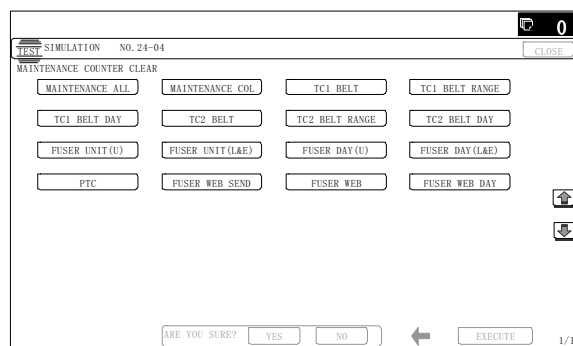 0
TEST SIMULATION NO.24-04
CLOSE
MAINTENANCE COUNTER CLEAR
MAINTENANCE ALL MAINTENANCE COL TC1 BELT TC1 BELT RANGE
TC1 BELT DAY TC2 BELT TC2 BELT RANGE TC2 BELT DAY
FUSER UNIT(U) FUSER UNIT(L&E) FUSER DAY(U) FUSER DAY(L&E)
PTC FUSER WEB SEND FUSER WEB FUSER WEB DAY
ARE YOU SURE? YES NO EXECUTE 1/1